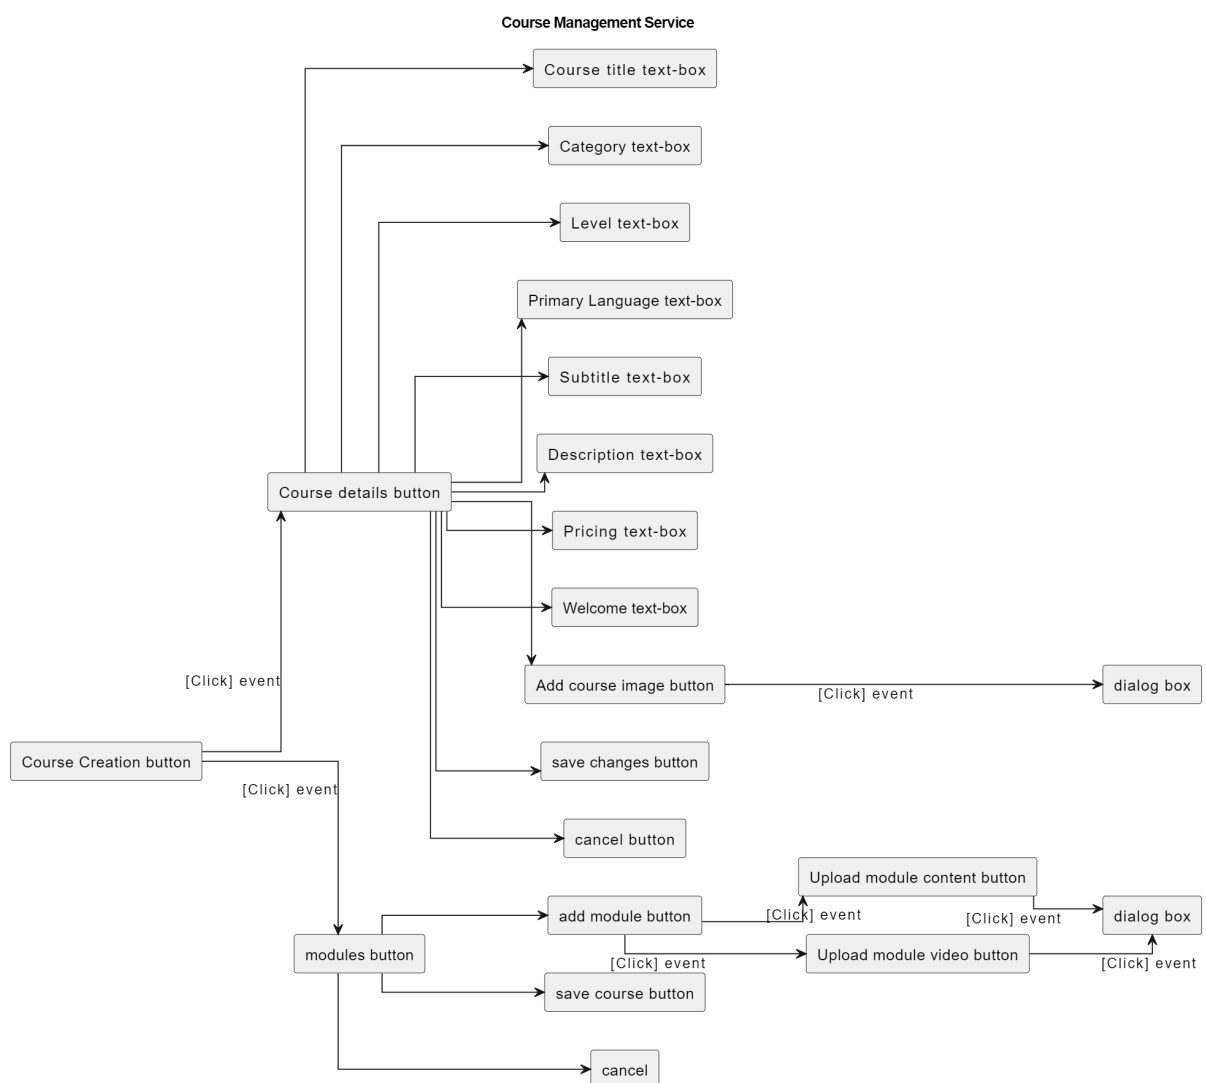 Course Management Service
Course title text-box
Category text-box
Level text-box
Primary Language text-box
Subtitle text-box
Description text-box
Course details button
Pricing text-box
Welcome text-box
[Click] event
Add course image button
[Click] event
dialog box
Course Creation button
save changes button
[Click] event
cancel button
Upload module content button
add module button
[Click] event
[Click] event
dialog box
modules button
[Click] event
Upload module video button
[Click] event
save course button
cancel